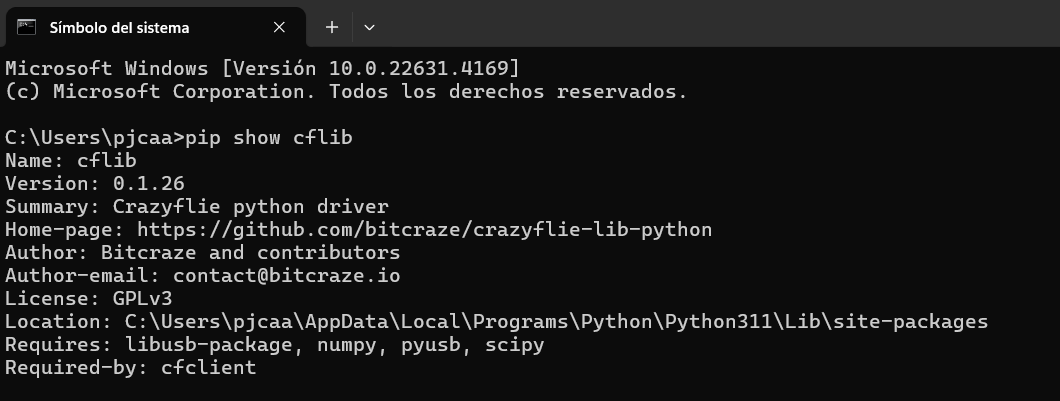 Símbolo del sistema
Microsoft Windows [Versión 10.0.22631.4169]
(c) Microsoft Corporation. Todos los derechos reservados.
C:\Users\pjcaa>pip show cflib
Name: cflib
Version: 0.1.26
Summary: Crazyflie python driver
Home-page: https://github.com/bitcraze/crazyflie-lib-python
Author: Bitcraze and contributors
Author-email: contact@bitcraze.io
License: GPLv3
Location: C:\Users\pjcaa\AppData\Local\Programs\Python\Python311\Lib\site-packages
Requires: libusb-package, numpy, pyusb, scipy
Required-by: cfclient